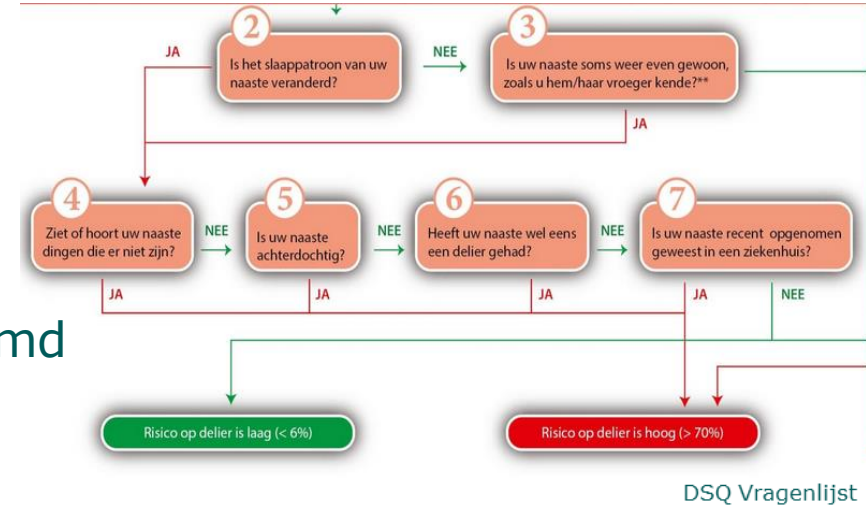 2
3
JA
Is het slaappatroon van uw
naaste veranderd?
NEE
Is uw naaste soms weer even gewoon,
zoals u hem/haar vroeger kende?**
JA
4
5
6
7
Ziet of hoort uw naaste
dingen die er niet zijn?
NEE
Is uw naaste
achterdochtig?
NEE
Heeft uw naaste wel eens
een delier gehad?
NEE
Is uw naaste recent opgenomen
geweest in een ziekenhuis?
JA
JA
JA
JA
NEE
md
Risico op delier is laag (< 6%)
Risico op delier is hoog (> 70%)
DSQ Vragenlijst